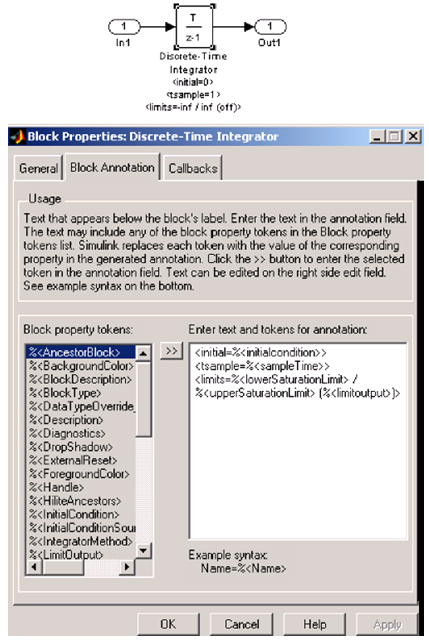 1
In1
T
z-1
1
Out1
Discrete-Time
Integrator
<initial=0>
<tsample=1>
<limits=-inf / inf (off)>
Block Properties: Discrete-Time Integrator
General Block Annotation Callbacks
Usage
Text that appears below the block's label. Enter the text in the annotation field.
The text may include any of the block property tokens in the Block property
tokens list. Simulink replaces each token with the value of the corresponding
property in the generated annotation. Click the >> button to enter the selected
token in the annotation field. Text can be edited on the right side edit field.
See example syntax on the bottom.
Block property tokens:
%<AncestorBlock>
%<BackgroundColor>
%<BlockDescription>
%<BlockType>
%<DataTypeOverride_
%<Description>
%<Diagnostics>
%<DropShadow>
%<ExternalReset>
%<ForegroundColor>
%<Handle>
%<HiliteAncestors>
%<InitialCondition>
%<InitialConditionSour
%<IntegratorMethod>
%<LimitOutput>
>>
Enter text and tokens for annotation:
<initial=%<initialcondition>>
<tsample=%<sampleTime>>
<limits=%<lowerSaturationLimit> /
%<upperSaturationLimit> (%<limitoutput>)>
Example syntax:
Name=%<Name>
OK Cancel Help Apply